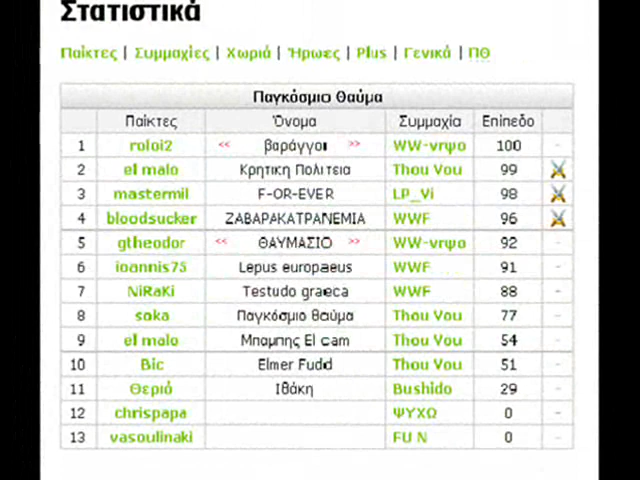 Στατιστικά
Παίκτες | Συμμαχίες | Χωριά | Ήρωες | Plus | Γενικά | ΠΘ
Παγκόσμιο Θαύμα
Παίκτες Όνομα Συμμαχία Επίπεδο
1 roloi2 << βαράγγοι >> WW-vrψο 100 -
2 el malo Κρητικη Πολιτεια Thou Vou 99
3 mastermil F-OR-EVER LP_Vi 98
4 bloodsucker ΖΑΒΑΡΑΚΑΤΡΑΝΕΜΙΑ WWF 96
5 gtheodor << ΘΑΥΜΑΣΙΟ >> WW-vrψο 92 -
6 ioannis75 Lepus europaeus WWF 91 -
7 NiRaKi Testudo graeca WWF 88 -
8 soka Παγκόσμιο θαύμα Thou Vou 77 -
9 el malo Μπαμπης El cam Thou Vou 54 -
10 Bic Elmer Fudd Thou Vou 51 -
11 Θεριό Ιθάκη Bushido 29 -
12 chrispapa ΨΥΧΩ 0 -
13 vasoulinaki FU N 0 -